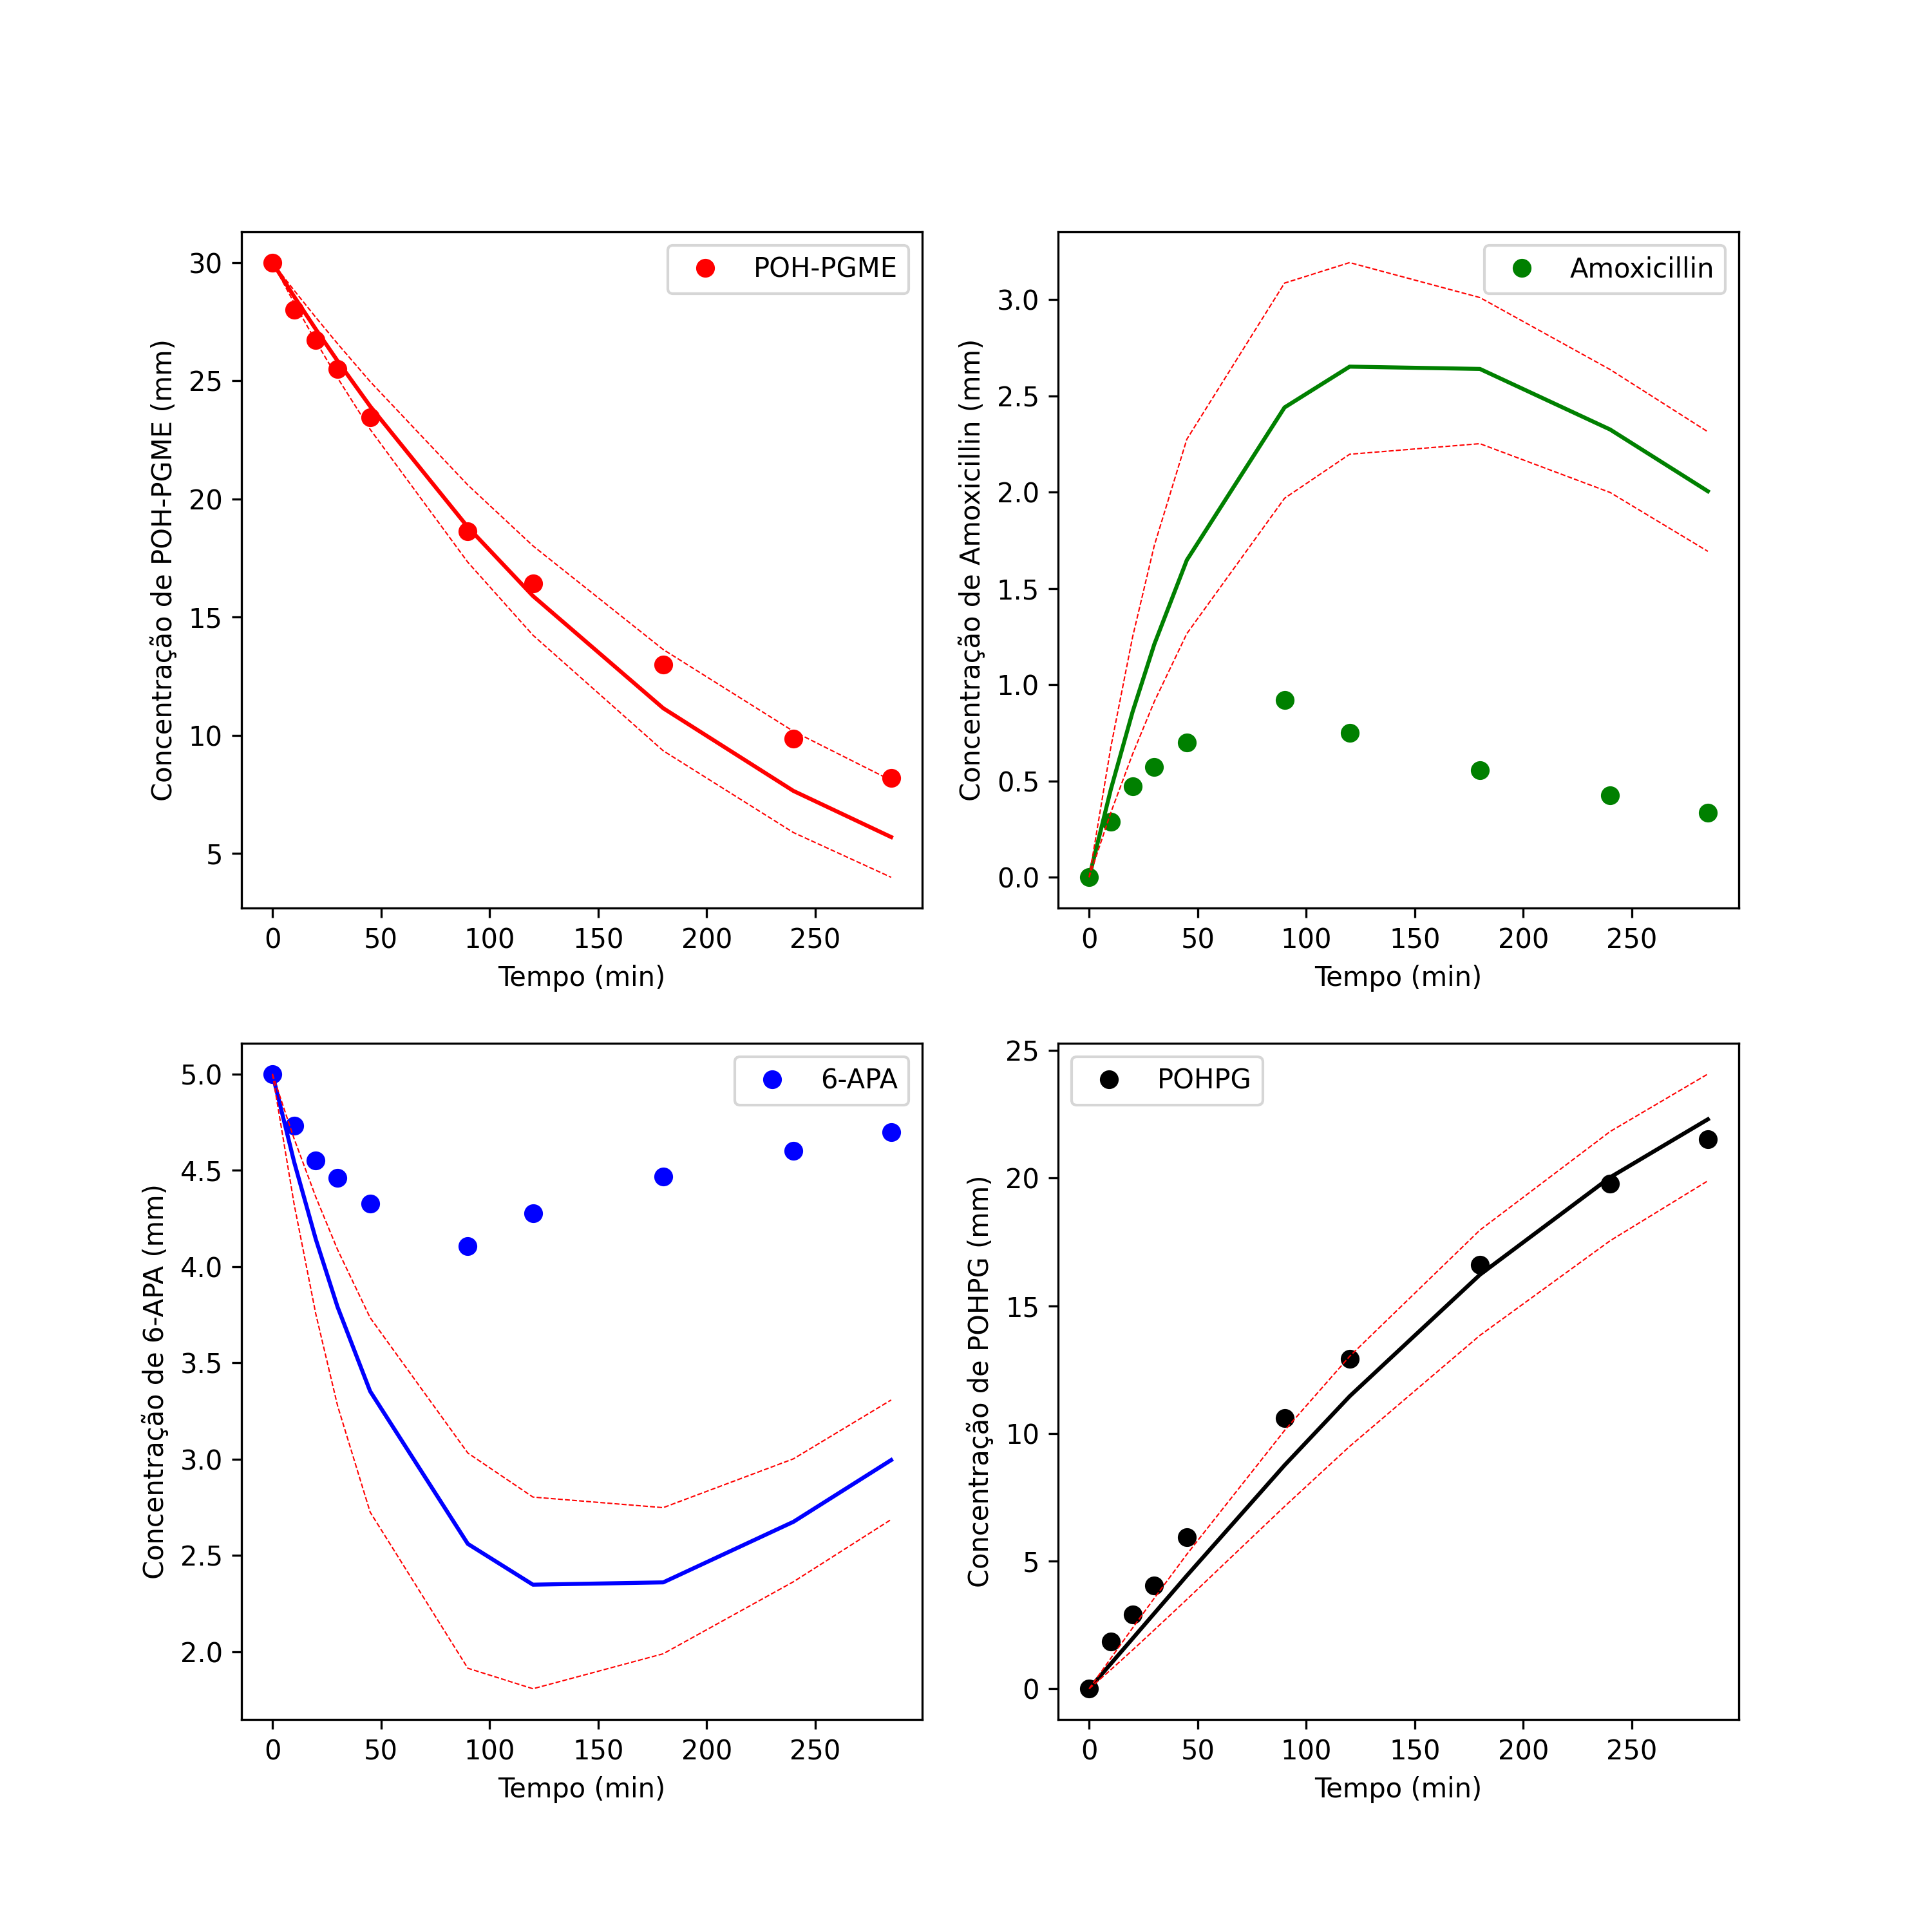 POH-PGME
Concentração de POH-PGME (mm)
30
25
20
15
10
5
0 50 100 150 200 250
Tempo (min)
Amoxicillin
Concentração de Amoxicillin (mm)
3.0
2.5
2.0
1.5
1.0
0.5
0.0
0 50 100 150 200 250
Tempo (min)
6-APA
Concentração de 6-APA (mm)
5.0
4.5
4.0
3.5
3.0
2.5
2.0
0 50 100 150 200 250
Tempo (min)
POHPG
Concentração de POHPG (mm)
25
20
15
10
5
0
0 50 100 150 200 250
Tempo (min)